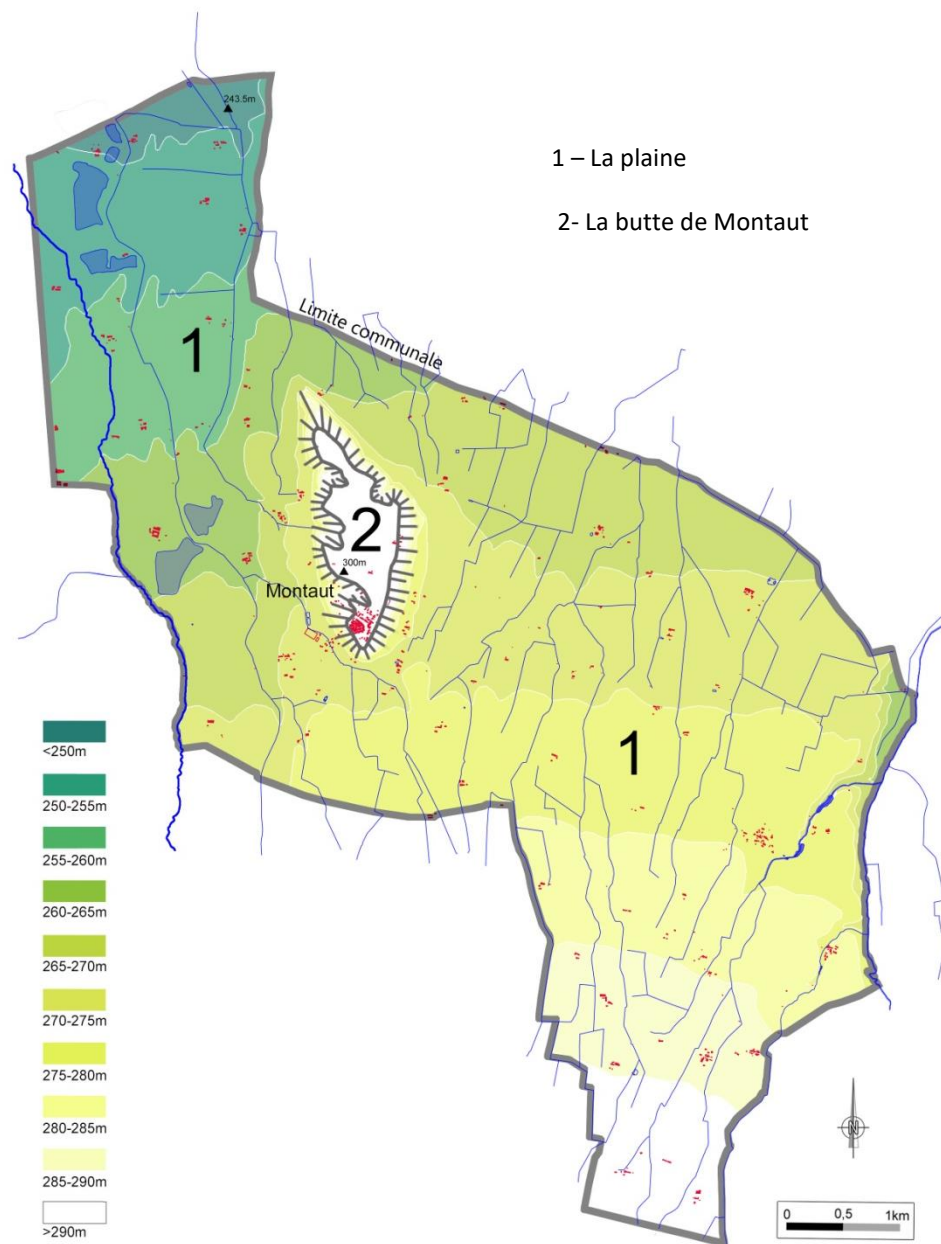 243.5m
1 – La plaine
2- La butte de Montaut
Limite communale
1
2
300m
Montaut
1
<250m
250-255m
255-260m
260-265m
265-270m
270-275m
275-280m
280-285m
285-290m
>290m
N
0 0,5 1km